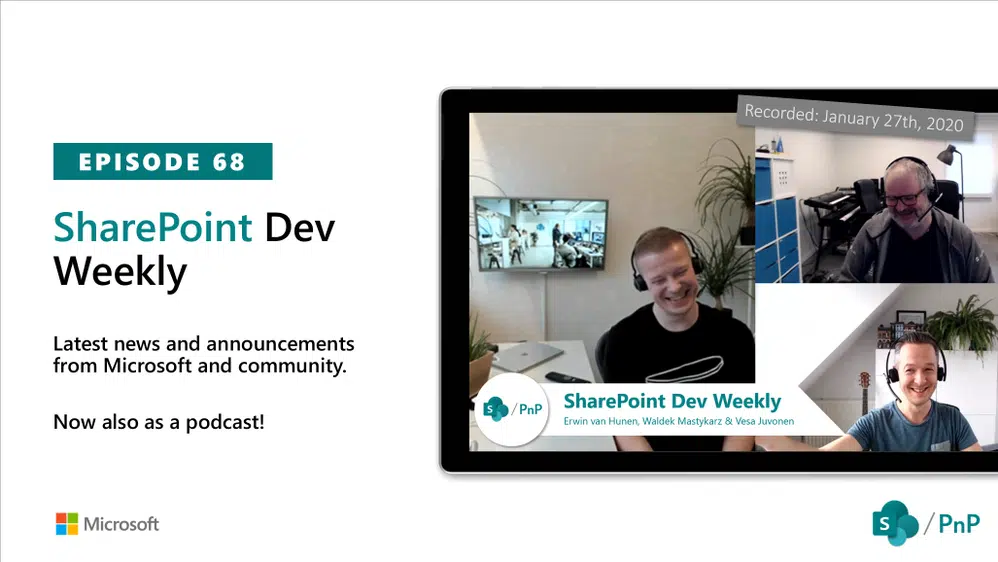 EPISODE 68
SharePoint Dev
Weekly
Latest news and announcements
from Microsoft and community.
Now also as a podcast!
Microsoft
Recorded: January 27th, 2020
S / PnP
SharePoint Dev Weekly
Erwin van Hunen, Waldek Mastykarz & Vesa Juvonen
S / PnP